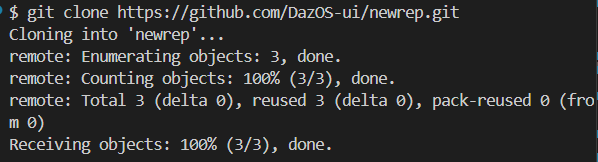 $ git clone https://github.com/DazOS-ui/newrep.git
Cloning into 'newrep'...
remote: Enumerating objects: 3, done.
remote: Counting objects: 100% (3/3), done.
remote: Total 3 (delta 0), reused 3 (delta 0), pack-reused 0 (fro
m 0)
Receiving objects: 100% (3/3), done.